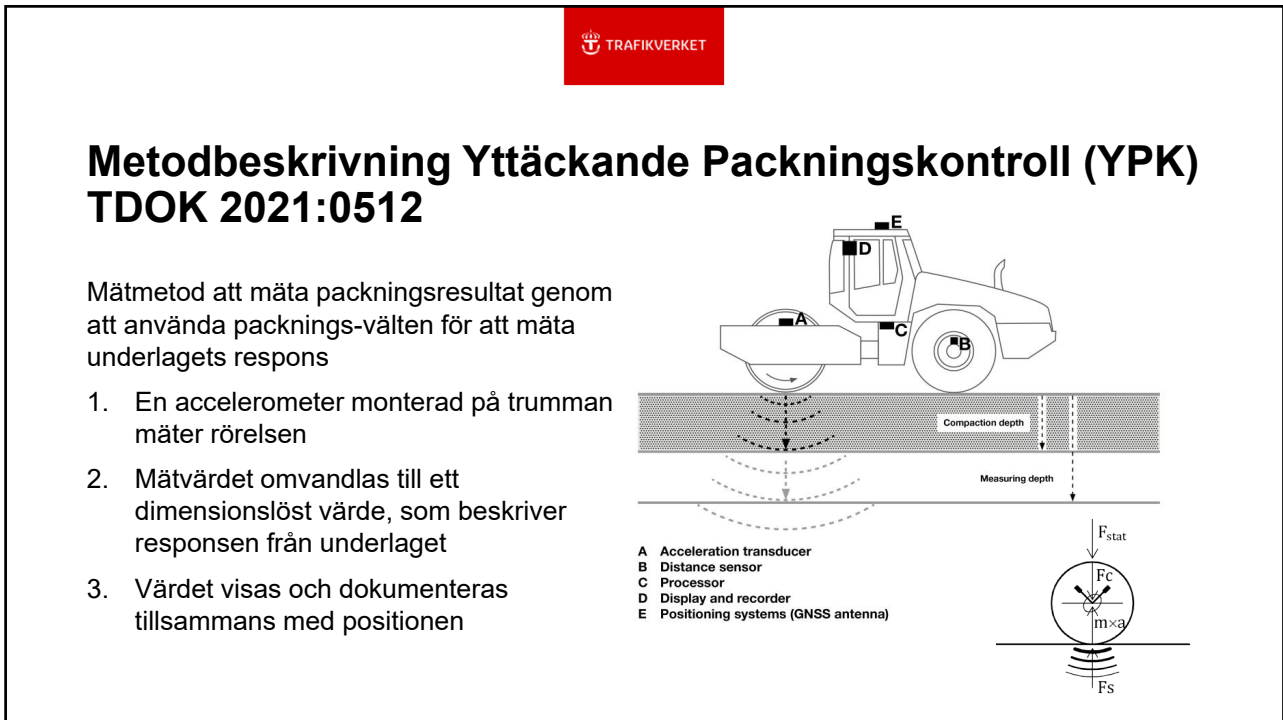 TRAFIKVERKET
Metodbeskrivning Yttäckande Packningskontroll (YPK)
TDOK 2021:0512
Mätmetod att mäta packningsresultat genom
att använda packnings-välten för att mäta
underlagets respons
1. En accelerometer monterad på trumman
mäter rörelsen
2. Mätvärdet omvandlas till ett
dimensionslöst värde, som beskriver
responsen från underlaget
3. Värdet visas och dokumenteras
tillsammans med positionen
E
D
A
C
B
Compaction depth
Measuring depth
A Acceleration transducer
B Distance sensor
C Processor
D Display and recorder
E Positioning systems (GNSS antenna)
Fstat
Fc
m×a
Fs